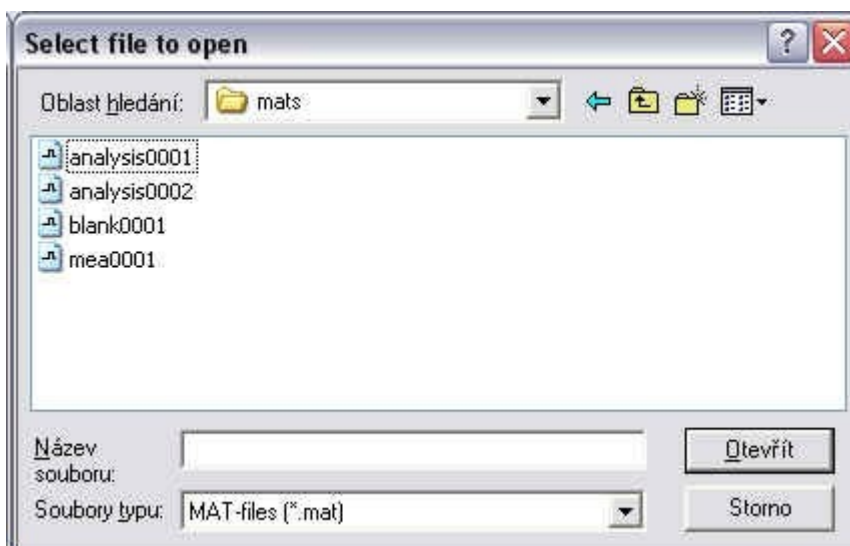 Select file to open
Oblast hledání: mats
analysis0001
analysis0002
blank0001
mea0001
Název souboru:
Otevřít
Soubory typu: MAT-files (*.mat)
Storno